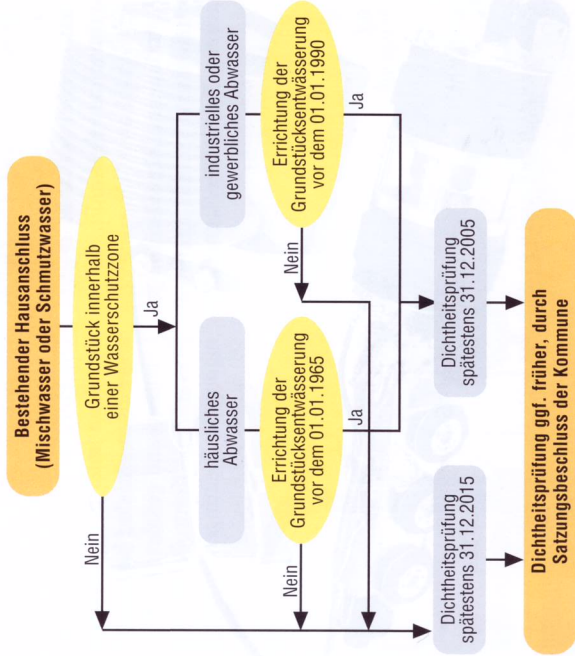 Bestehender Hausanschluss
(Mischwasser oder Schmutzwasser)
Grundstück innerhalb
einer Wasserschutzzone
Nein
Ja
häusliches
Abwasser
industrielles oder
gewerbliches Abwasser
Errichtung der
Grundstücksentwässerung
vor dem 01.01.1965
Errichtung der
Grundstücksentwässerung
vor dem 01.01.1990
Nein
Ja
Nein
Ja
Dichtheitsprüfung
spätestens 31.12.2015
Dichtheitsprüfung
spätestens 31.12.2005
Dichtheitsprüfung ggf. früher, durch
Satzungsbeschluss der Kommune